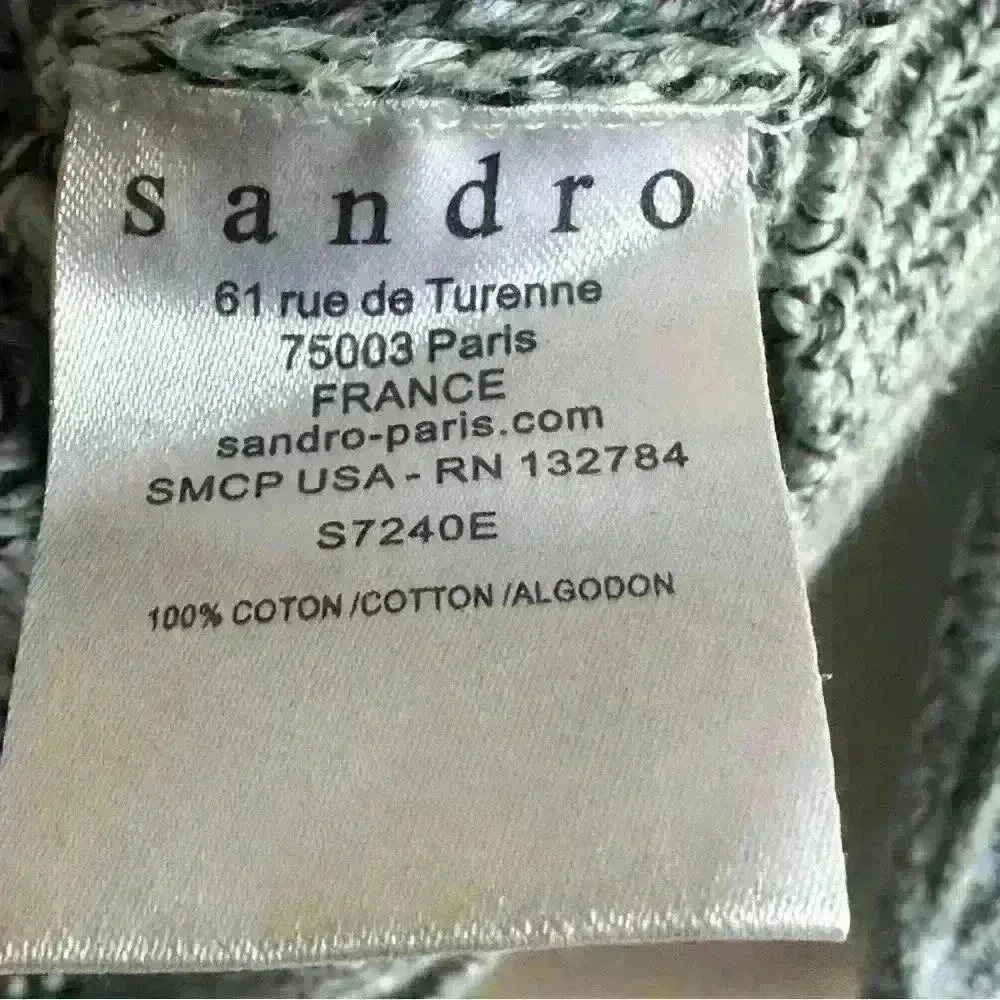 sandro
61 rue de Turenne
75003 Paris
FRANCE
sandro-paris.com
SMCP USA - RN 132784
S7240E
100% COTON /COTTON /ALGODON